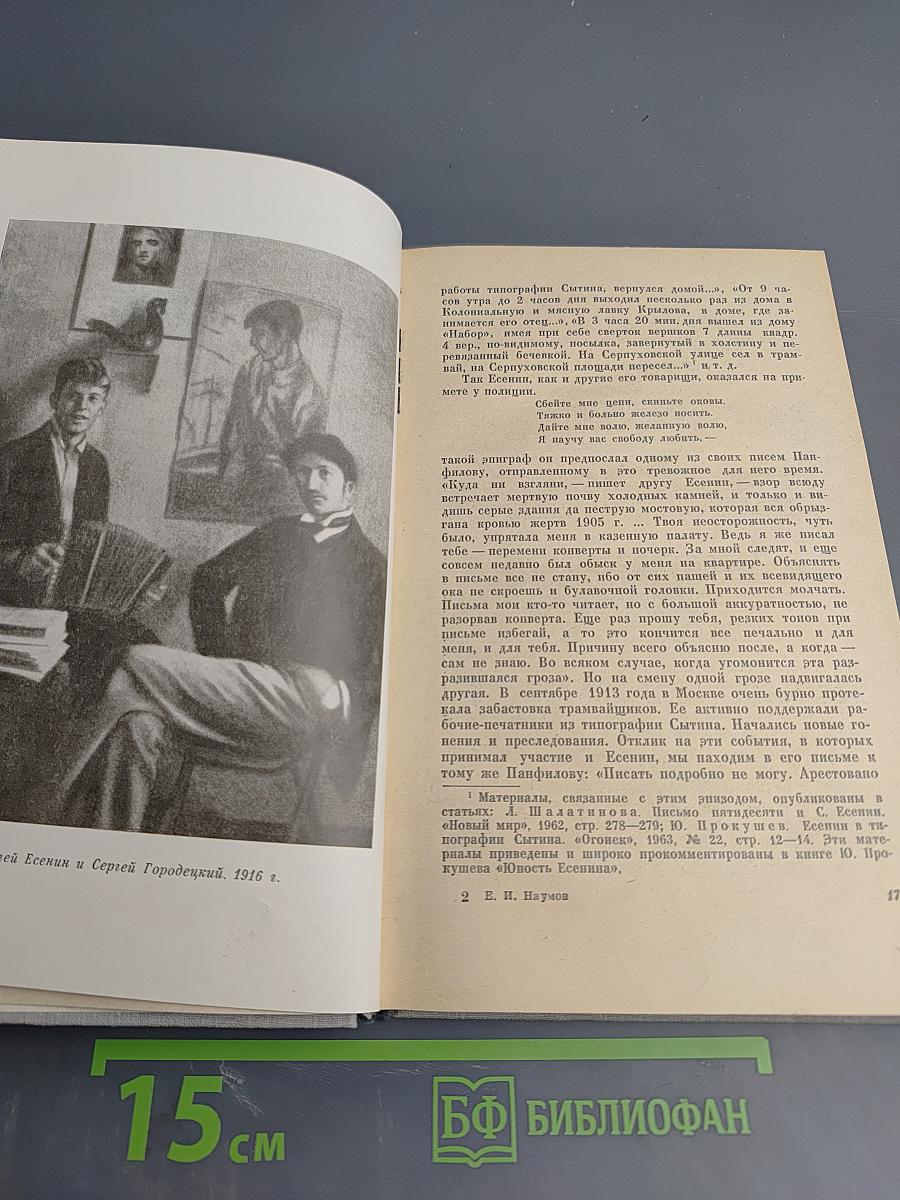 гей Есенин и Сергей Городецкий. 1916 г.
работы типографии Сытина, вернулся домой...», «От 9 ча-
сов утра до 2 часов дня выходил несколько раз из дома в
Колониальную и мясную лавку Крылова, в доме, где за-
нимается его отец...», «В 3 часа 20 мин. дня вышел из дому
«Набор», имея при себе сверток вершков 7 длины квадр.
4 вер., по-видимому, посылка, завернутый в холстину и пе-
ревязанный бечевкой. На Серпуховской улице сел в трам-
вай, на Серпуховской площади пересел...» ¹ и т. д.
Так Есенин, как и другие его товарищи, оказался на при-
мете у полиции.
Сбейте мне цепи, скиньте оковы,
Тяжко и больно железо носить.
Дайте мне волю, желанную волю,
Я научу вас свободу любить, —
такой эпиграф он предпослал одному из своих писем Пан-
филову, отправленному в это тревожное для него время.
«Куда ни взгляни, — пишет другу Есенин, — взор всюду
встречает мертвую почву холодных камней, и только и ви-
дишь серые здания да пеструю мостовую, которая вся обрыз-
гана кровью жертв 1905 г. ... Твоя неосторожность, чуть
было, упрятала меня в казенную палату. Ведь я же писал
тебе — перемени конверты и почерк. За мной следят, и еще
совсем недавно был обыск у меня на квартире. Объяснять
в письме все не стану, ибо от сих пашей и их всевидящего
ока не скроешь и булавочной головки. Приходится молчать.
Письма мои кто-то читает, но с большой аккуратностью, не
разорвав конверта. Еще раз прошу тебя, резких тонов при
письме избегай, а то это кончится все печально и для
меня, и для тебя. Причину всего объясню после, а когда —
сам не знаю. Во всяком случае, когда угомонится эта раз-
разившаяся гроза». Но на смену одной грозе надвигалась
другая. В сентябре 1913 года в Москве очень бурно проте-
кала забастовка трамвайщиков. Ее активно поддержали ра-
бочие-печатники из типографии Сытина. Начались новые го-
нения и преследования. Отклик на эти события, в которых
принимал участие и Есенин, мы находим в его письме к
тому же Панфилову: «Писать подробно не могу. Арестовано
¹ Материалы, связанные с этим эпизодом, опубликованы в
статьях: Л. Шалагинова. Письмо пятидесяти и С. Есенин.
«Новый мир», 1962, стр. 278—279; Ю. Прокушев. Есенин в ти-
пографии Сытина. «Огонек», 1963, № 22, стр. 12—14. Эти мате-
риалы приведены и широко прокомментированы в книге Ю. Про-
кушева «Юность Есенина».
2 Е. И. Наумов
17
15 см
БФ БИБЛИОФАН